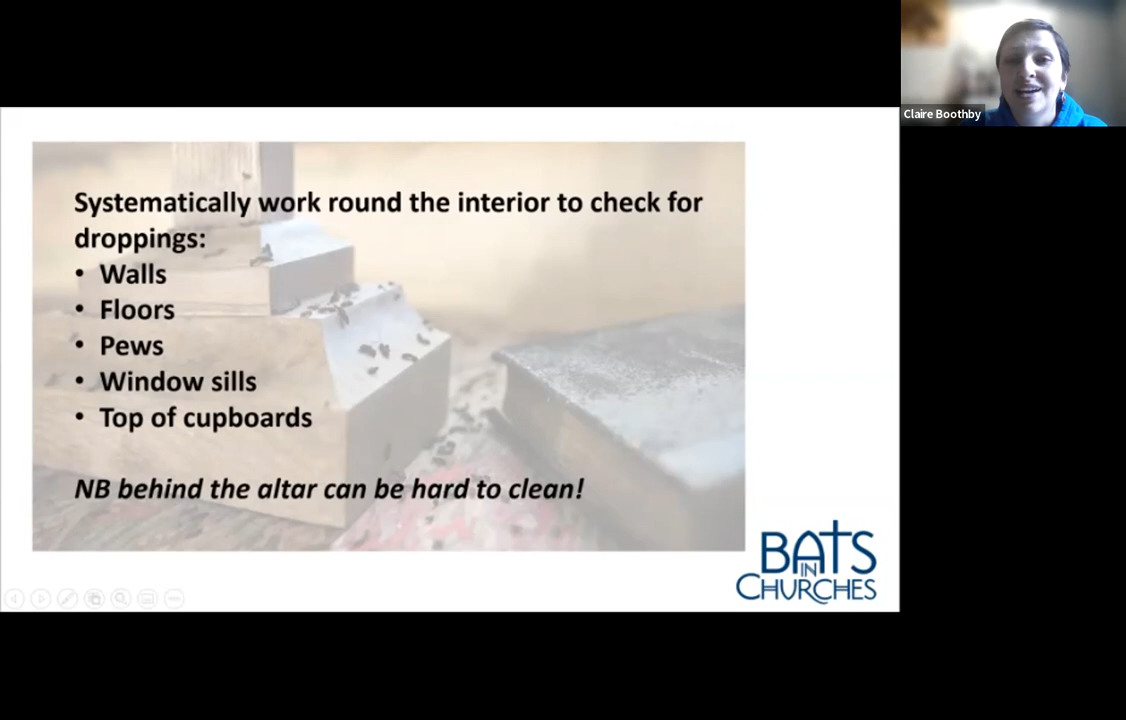 Claire Boothby
Systematically work round the interior to check for
droppings:
• Walls
• Floors
• Pews
• Window sills
• Top of cupboards
NB behind the altar can be hard to clean!
BATS
IN
CHURCHES